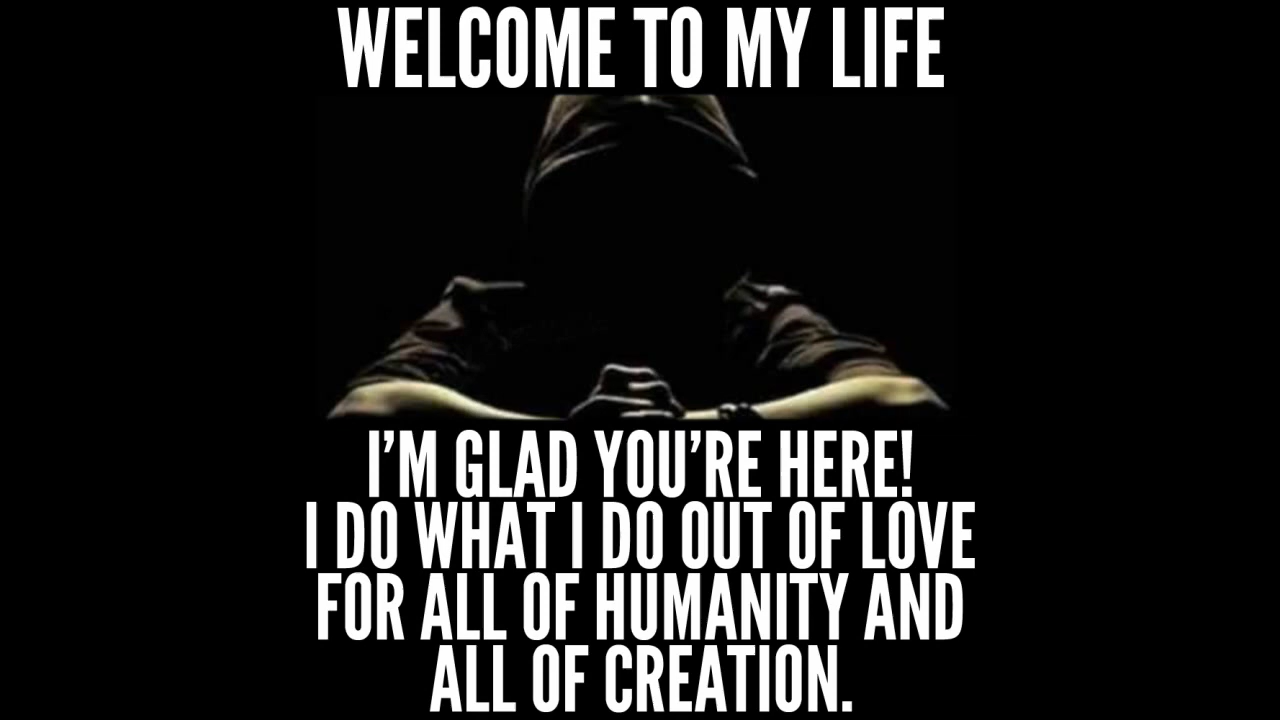 WELCOME TO MY LIFE
I'M GLAD YOU'RE HERE!
I DO WHAT I DO OUT OF LOVE
FOR ALL OF HUMANITY AND
ALL OF CREATION.